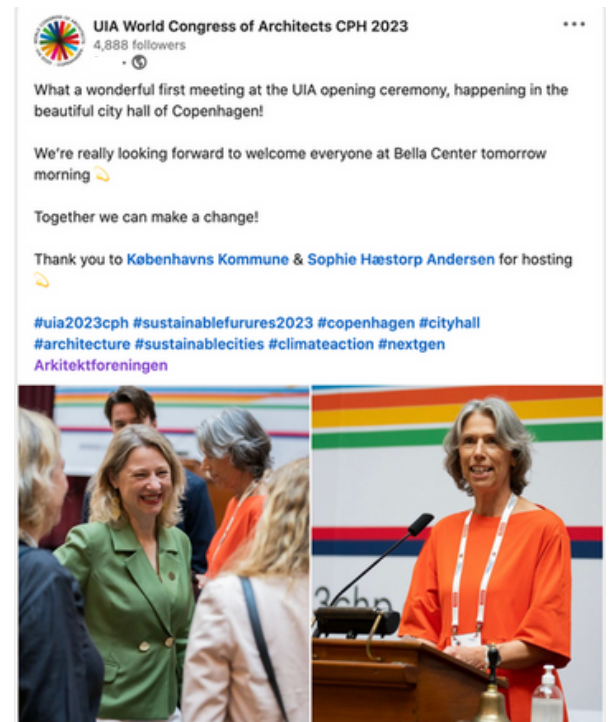 UIA World Congress of Architects CPH 2023
4,888 followers
What a wonderful first meeting at the UIA opening ceremony, happening in the
beautiful city hall of Copenhagen!
We're really looking forward to welcome everyone at Bella Center tomorrow
morning 💫
Together we can make a change!
Thank you to Københavns Kommune & Sophie Hæstorp Andersen for hosting
💫
#uia2023cph #sustainablefurures2023 #copenhagen #cityhall
#architecture #sustainablecities #climateaction #nextgen
Arkitektforeningen